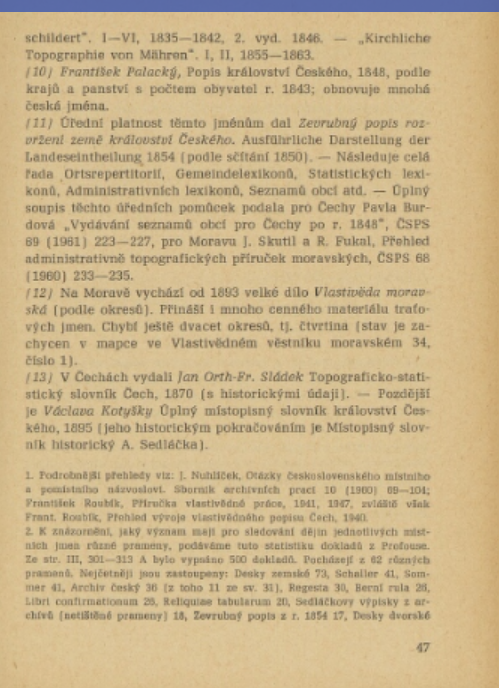 schildert". I—VI, 1835—1842, 2. vyd. 1846. — „Kirchliche
Topographie von Mähren". I, II, 1855—1863.
(10) František Palacký, Popis království Českého, 1848, podle
krajů a panství s počtem obyvatel r. 1843; obnovuje mnohá
česká jména.
(11) Úřední platnost těmto jménům dal Zevrubný popis roz-
vržení země království Českého. Ausführliche Darstellung der
Landeseintheilung 1854 (podle sčítání 1850). — Následuje celá
řada Ortsrepertitorií, Gemeindelexikonů, Statistických lexi-
konů, Administrativních lexikonů, Seznamů obcí atd. — Úplný
soupis těchto úředních pomůcek podala pro Čechy Pavla Bur-
dová „Vydávání seznamů obcí pro Čechy po r. 1848", ČSPS
69 (1961) 223—227, pro Moravu J. Skutil a R. Fukal, Přehled
administrativně topografických příruček moravských, ČSPS 68
(1960) 233—235.
(12) Na Moravě vychází od 1893 velké dílo Vlastivěda morav-
ská (podle okresů). Přináší i mnoho cenného materiálu traťo-
vých jmen. Chybí ještě dvacet okresů, tj. čtvrtina (stav je za-
chycen v mapce ve Vlastivědném věstníku moravském 34,
číslo 1).
(13) V Čechách vydali Jan Orth-Fr. Sládek Topograficko-stati-
stický slovník Čech, 1870 (s historickými údaji). — Pozdější
je Václava Kotyšky Úplný místopisný slovník království Čes-
kého, 1895 (jeho historickým pokračováním je Místopisný slov-
ník historický A. Sedláčka).
1. Podrobnější přehledy viz: J. Nuhlíček, Otázky československého místního
a pomístního názvosloví. Sborník archivních prací 10 (1960) 69—104;
František Roubík, Příručka vlastivědné práce, 1941, 1947, zvláště však
Frant. Roubík, Přehled vývoje vlastivědného popisu Čech, 1940.
2. K znázornění, jaký význam mají pro sledování dějin jednotlivých míst-
ních jmen různé prameny, podáváme tuto statistiku dokladů z Profouse.
Ze str. III, 301—313 A bylo vypsáno 500 dokladů. Pocházejí z 62 různých
pramenů. Nejčetněji jsou zastoupeny: Desky zemské 73, Schaller 41, Som-
mer 41, Archiv český 36 (z toho 11 ze sv. 31), Regesta 30, Berní rula 28,
Libri confirmationum 26, Reliquiae tabularum 20, Sedláčkovy výpisky z ar-
chivů (netištěné prameny) 18, Zevrubný popis z r. 1854 17, Desky dvorské
47